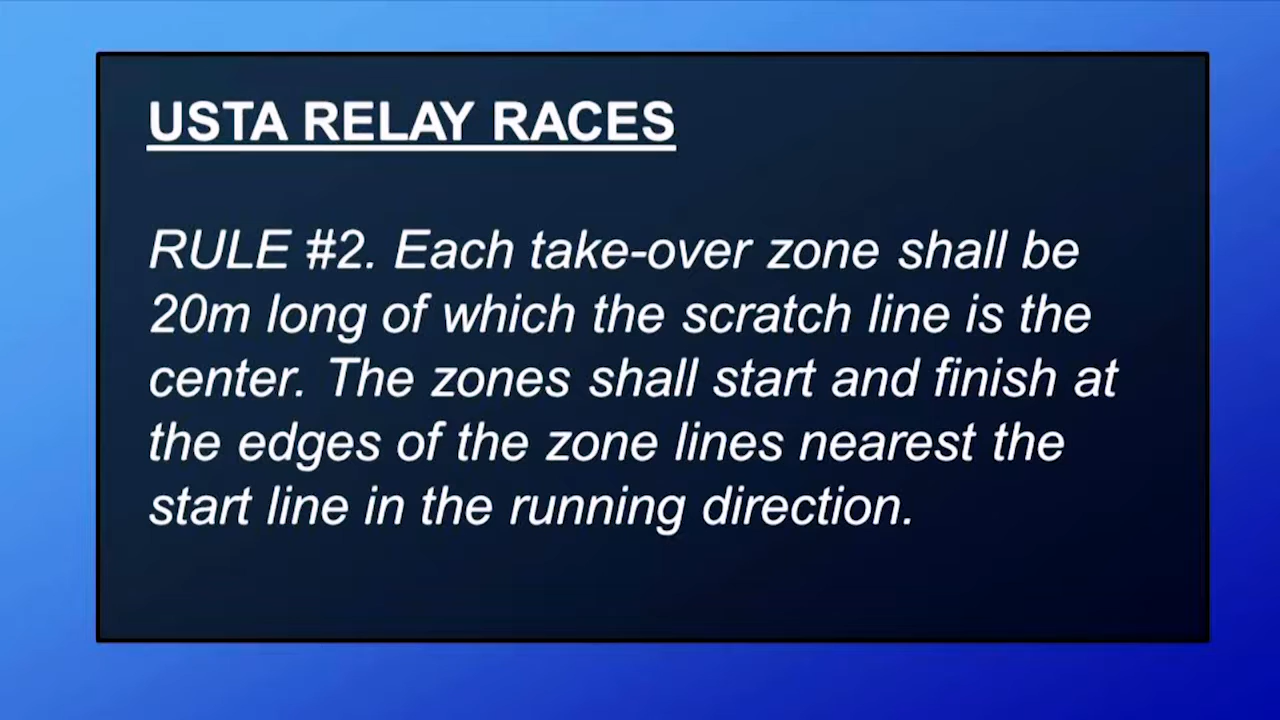 USTA RELAY RACES
RULE #2. Each take-over zone shall be
20m long of which the scratch line is the
center. The zones shall start and finish at
the edges of the zone lines nearest the
start line in the running direction.